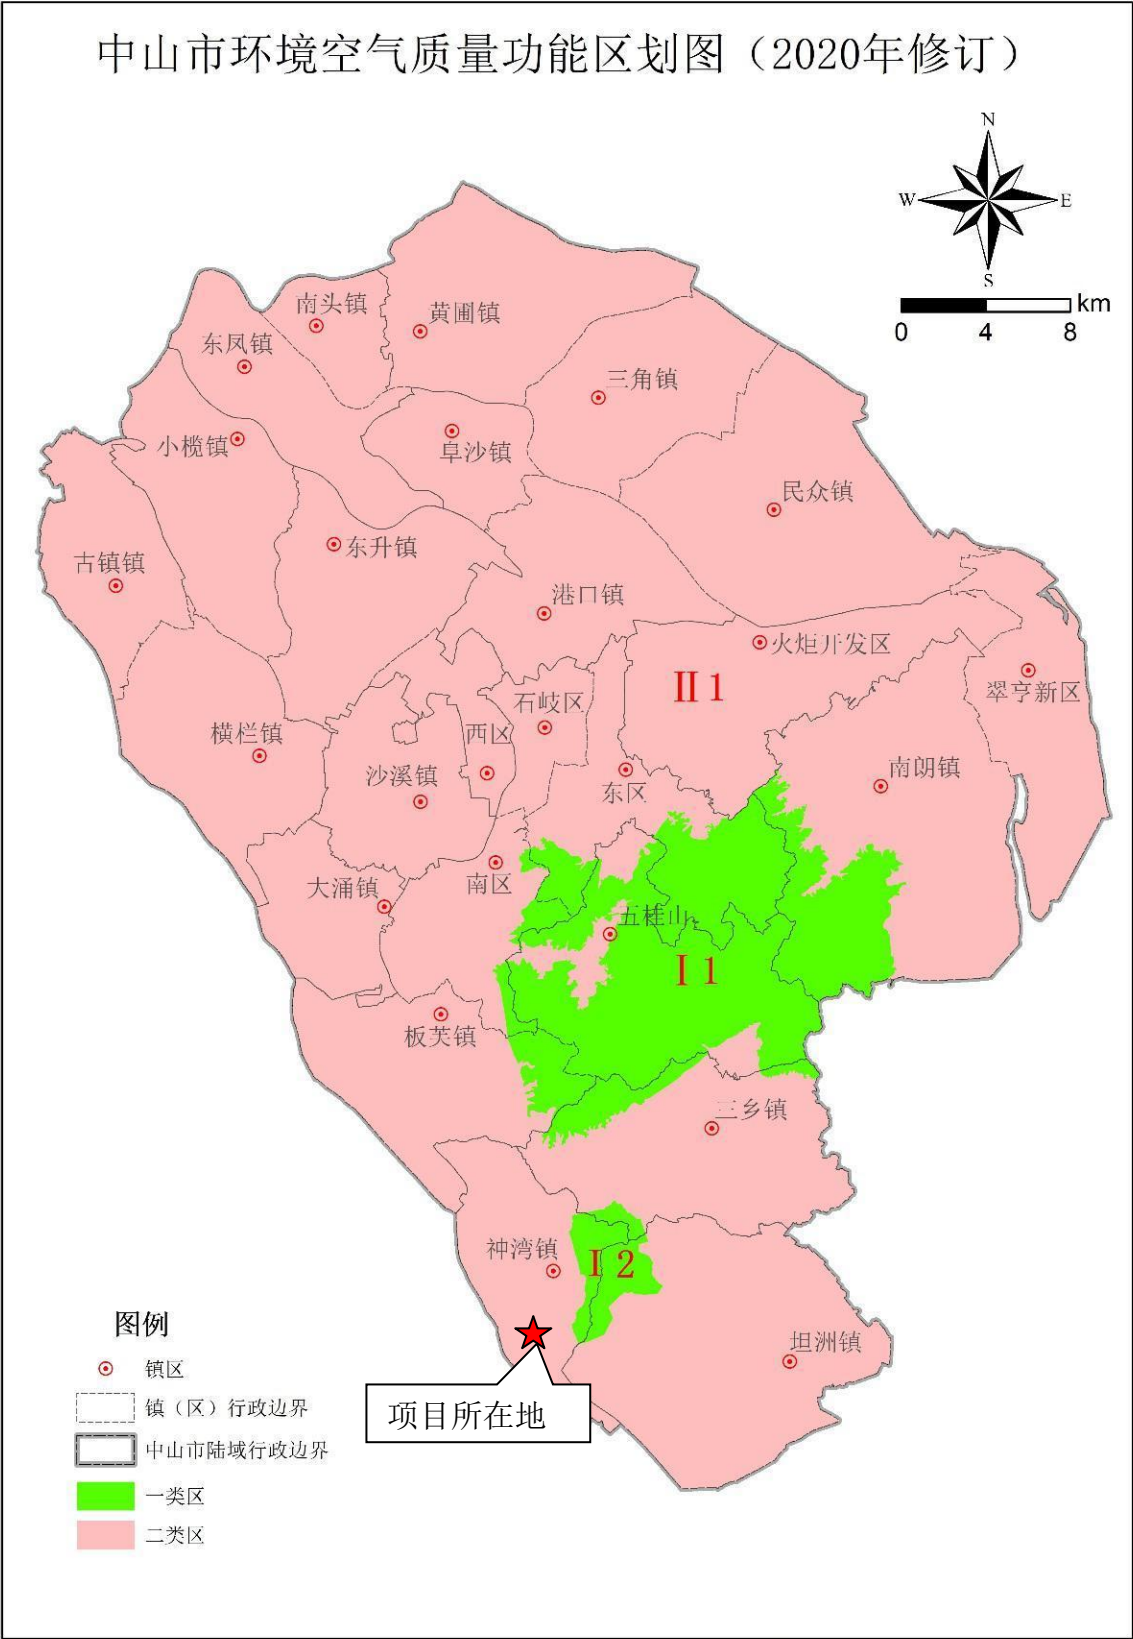 中山市环境空气质量功能区划图（2020年修订）
N
W
E
S
km
0 4 8
南头镇
黄圃镇
东凤镇
三角镇
小榄镇
阜沙镇
民众镇
东升镇
古镇镇
港口镇
火炬开发区
II 1
翠亨新区
石岐区
横栏镇
西区
沙溪镇
东区
南朗镇
大涌镇
南区
五桂山
I 1
板芙镇
三乡镇
神湾镇
I 2
坦洲镇
项目所在地
图例
镇区
镇（区）行政边界
中山市陆域行政边界
一类区
二类区